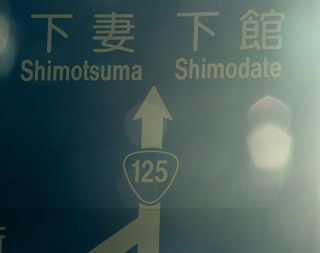 下妻 下館
Shimotsuma Shimodate
125